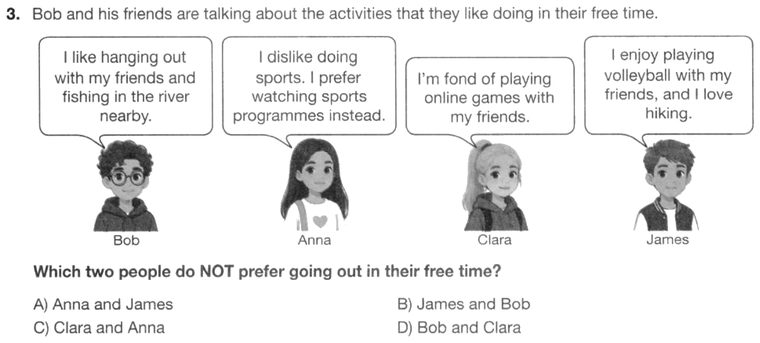 3. Bob and his friends are talking about the activities that they like doing in their free time.
I like hanging out
with my friends and
fishing in the river
nearby.
I dislike doing
sports. I prefer
watching sports
programmes instead.
I'm fond of playing
online games with
my friends.
I enjoy playing
volleyball with my
friends, and I love
hiking.
Bob
Anna
Clara
James
Which two people do NOT prefer going out in their free time?
A) Anna and James
B) James and Bob
C) Clara and Anna
D) Bob and Clara